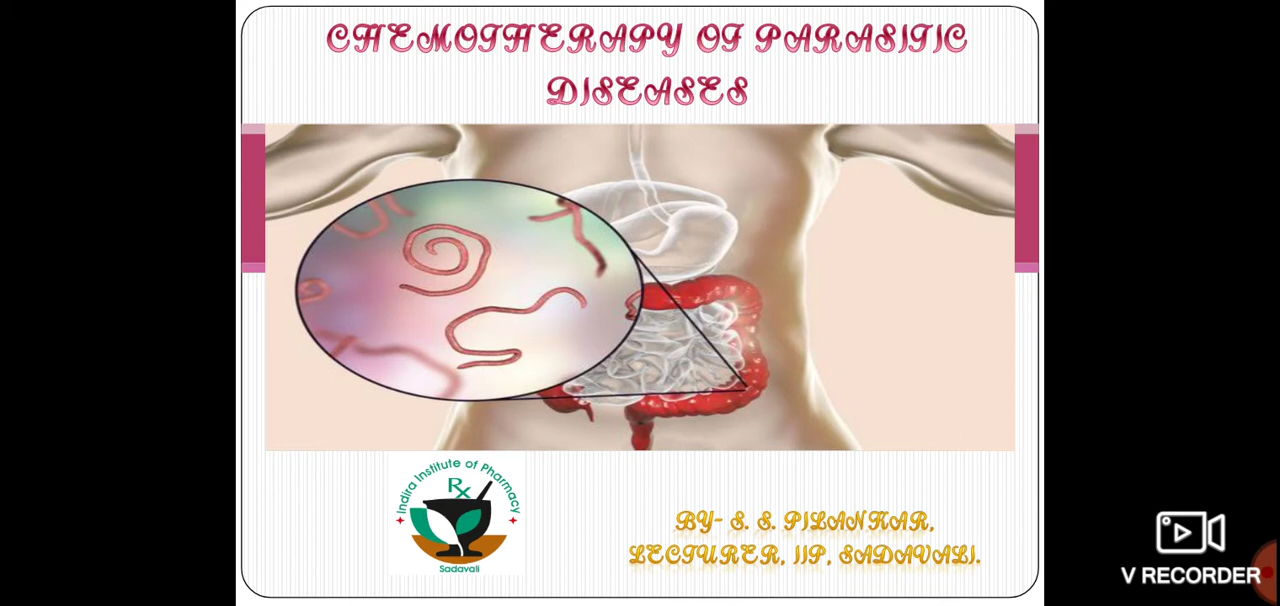 CHEMOTHERAPY OF PARASITIC
DISEASES
Indira Institute of Pharmacy
Rx
Sadavali
BY- S. S. PILANKAR,
LECTURER, IIP, SADAVALI.
V RECORDER